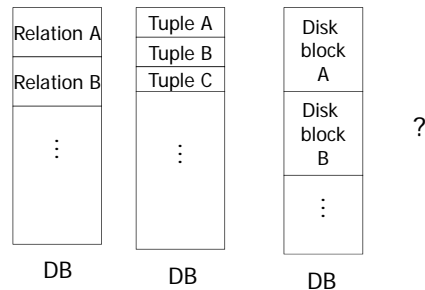 Relation A
Relation B
⋮
DB
Tuple A
Tuple B
Tuple C
⋮
DB
Disk
block
A
Disk
block
B
⋮
DB
?